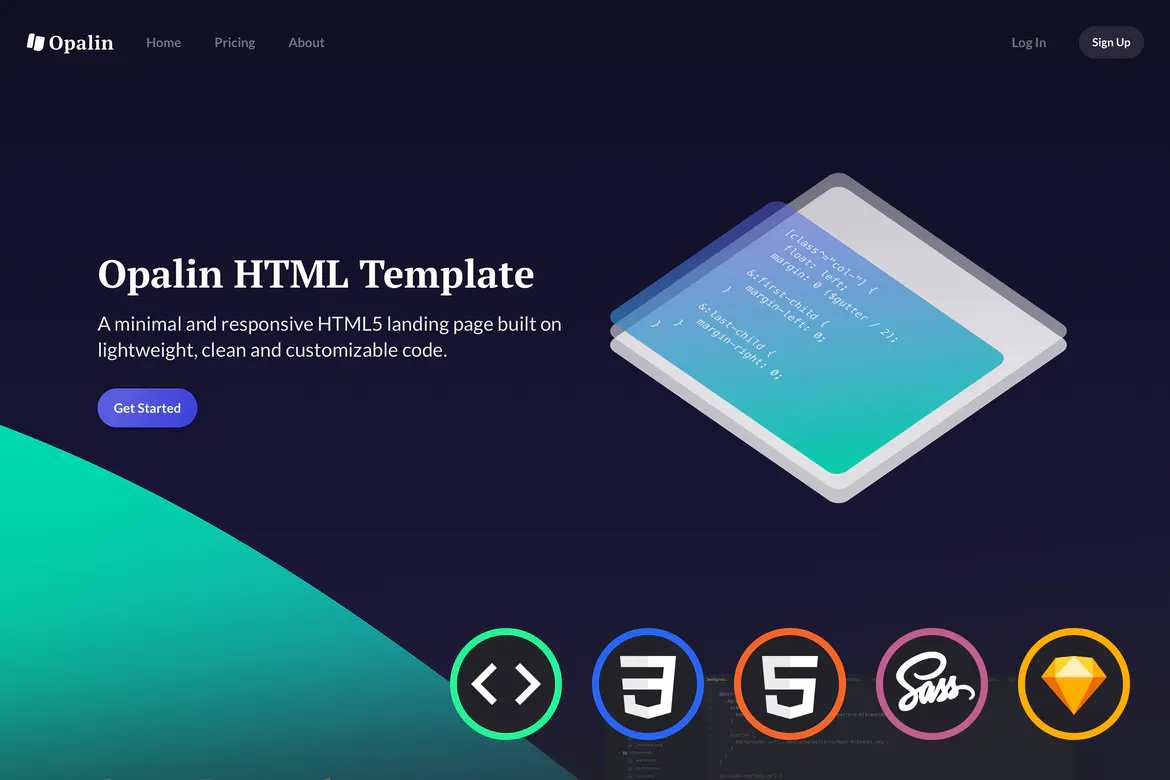 Opalin
Home
Pricing
About
Log In
Sign Up
Opalin HTML Template
A minimal and responsive HTML5 landing page built on
lightweight, clean and customizable code.
Get Started
[class^="col-"] {
float: left;
margin: 0 ($gutter / 2);
&:first-child {
margin-left: 0;
}
&:last-child {
margin-right: 0;
}
}
Sass